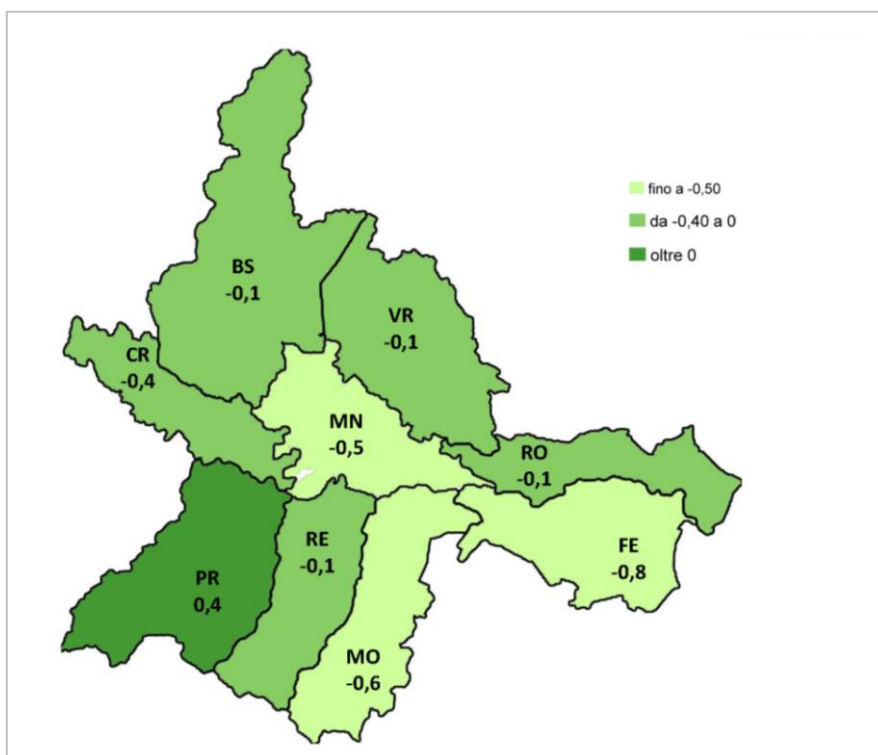 fino a -0,50
da -0,40 a 0
oltre 0
BS
-0,1
VR
-0,1
CR
-0,4
MN
-0,5
RO
-0,1
RE
-0,1
FE
-0,8
PR
0,4
MO
-0,6